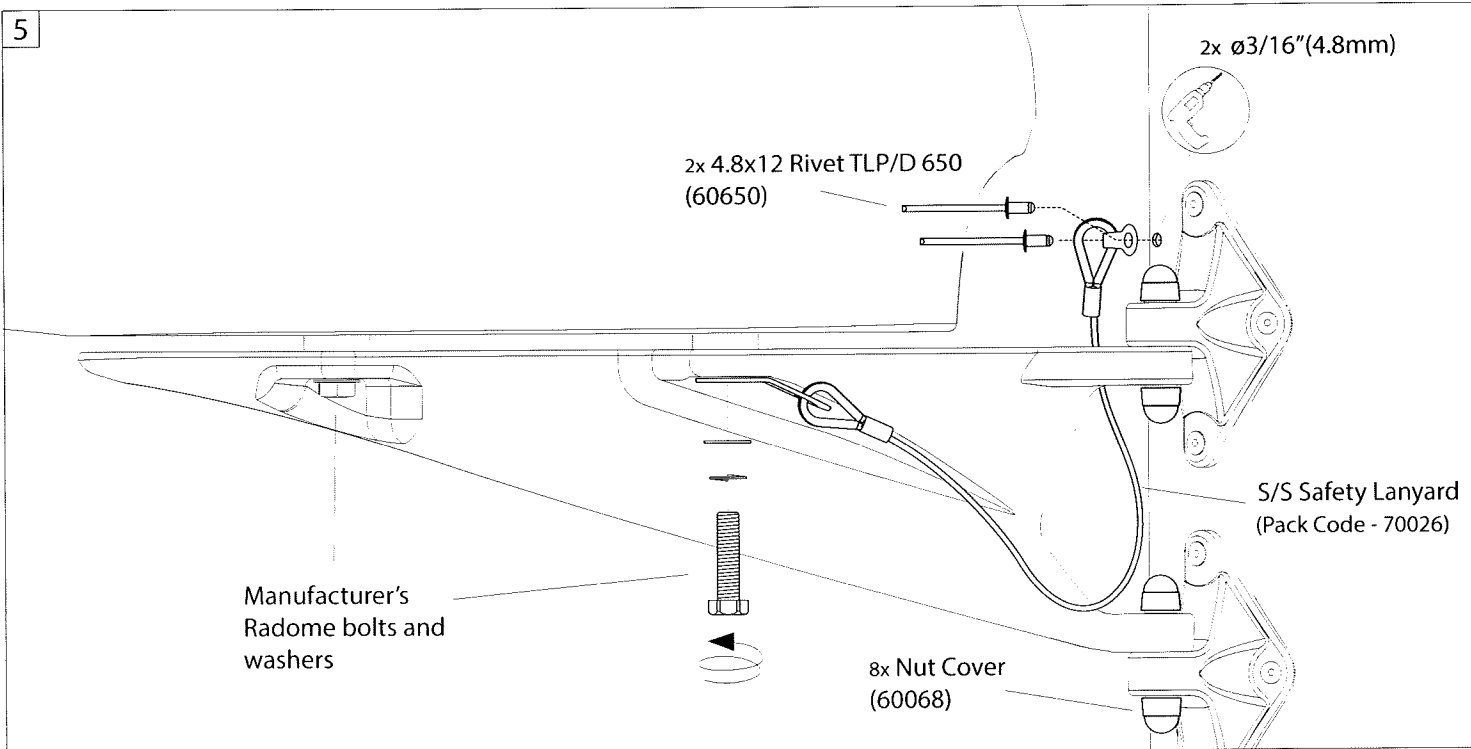 5
2x ø3/16"(4.8mm)
2x 4.8x12 Rivet TLP/D 650
(60650)
S/S Safety Lanyard
(Pack Code - 70026)
Manufacturer's
Radome bolts and
washers
8x Nut Cover
(60068)